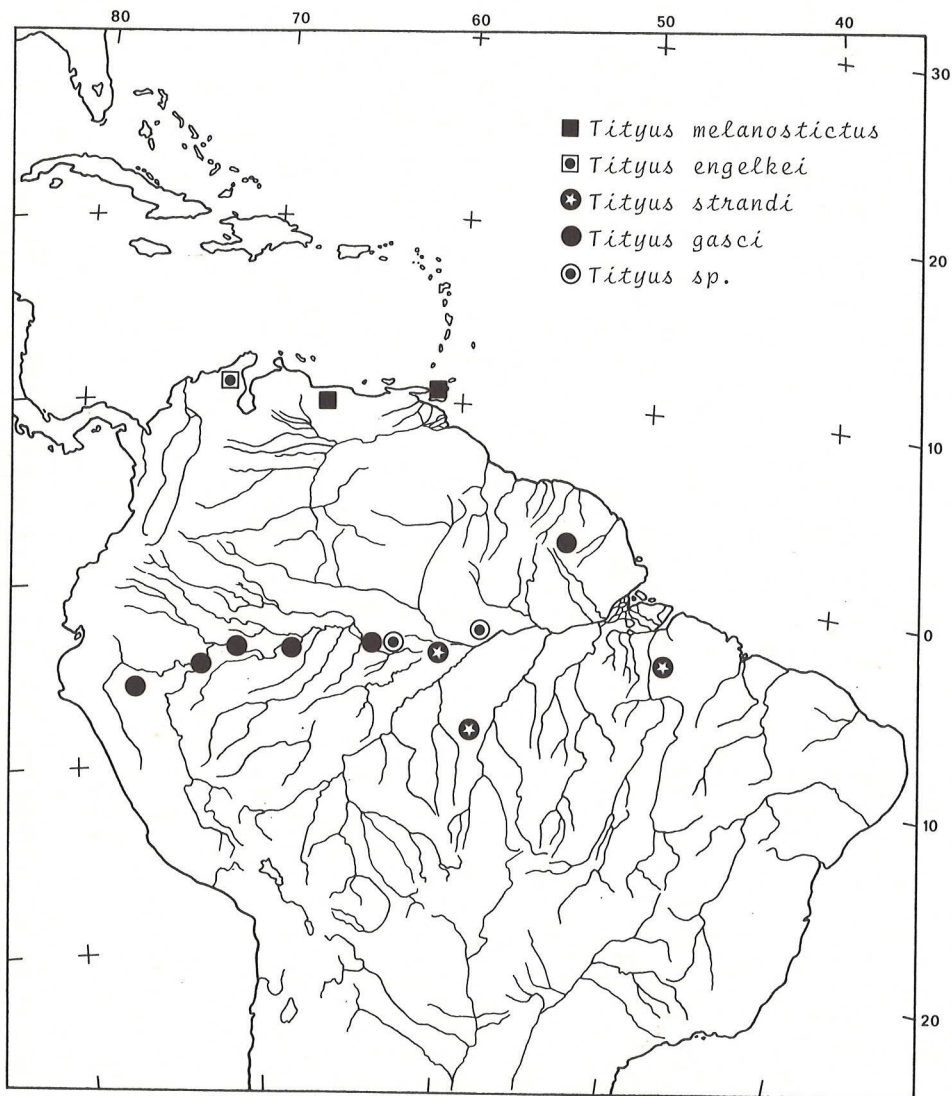 80 70 60 50 40
30
Tityus melanostictus
Tityus engelkei
Tityus strandi
Tityus gasci
Tityus sp.
20
10
0
10
20